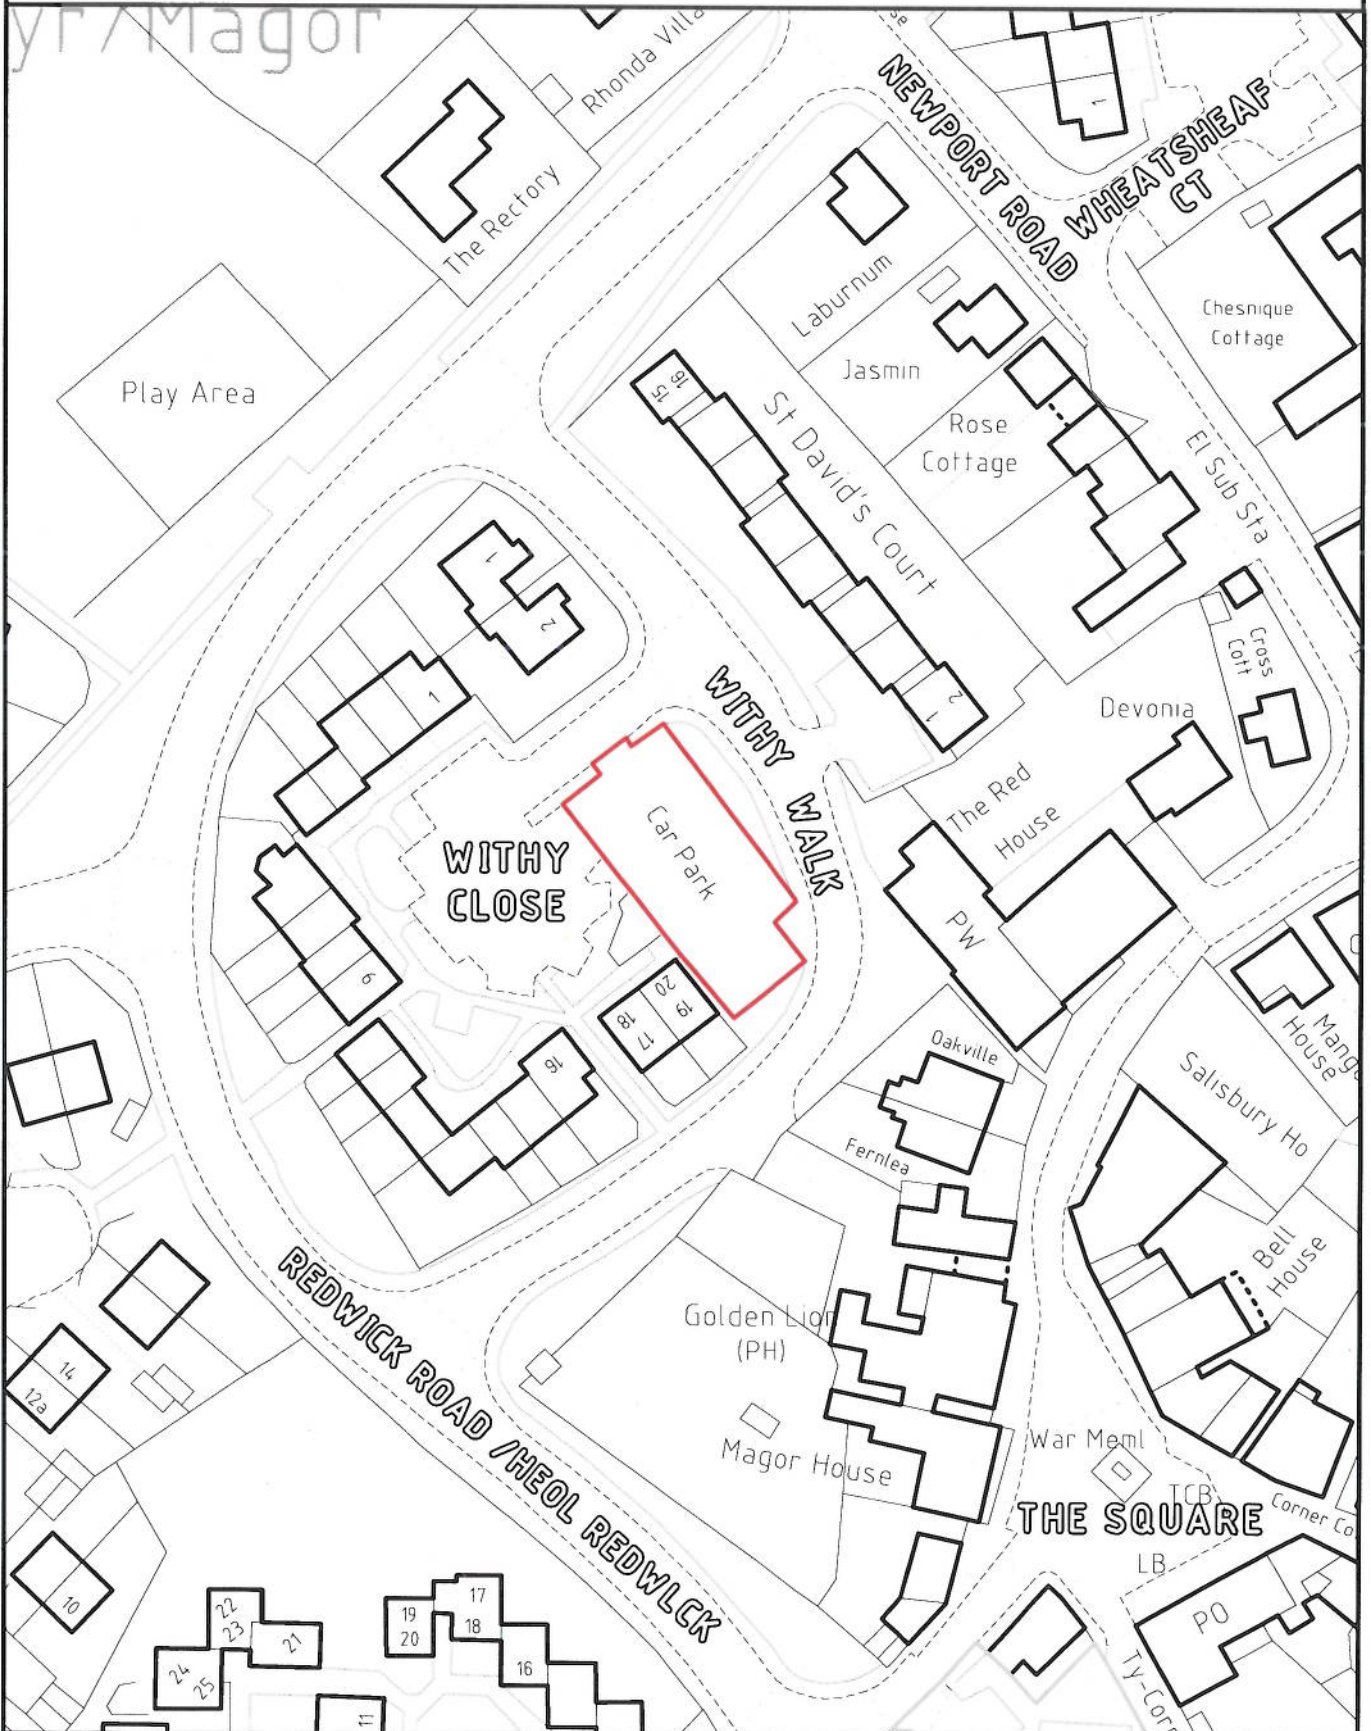 yr/Magor
Rhonda Villa
NEWPORT ROAD
WHEATSHEAF
CT
1
The Rectory
Laburnum
Chesnique
Cottage
Play Area
Jasmin
16
15
St David's Court
Rose
Cottage
El Sub Sta
1
2
Cross
Cott
1
WITHY
WALK
2
1
Devonia
The Red
House
Car Park
WITHY
CLOSE
PW
9
20
19
18
17
16
Oakville
House
Salisbury Ho
Fernlea
Bell
House
REDWICK ROAD /HEOL REDWLCK
Golden Lion
(PH)
14
12a
Magor House
War Meml
TCB
Corner Co
THE SQUARE
LB
10
PO
22
23
21
24
25
19
20
17
18
16
11
Ty-Corn